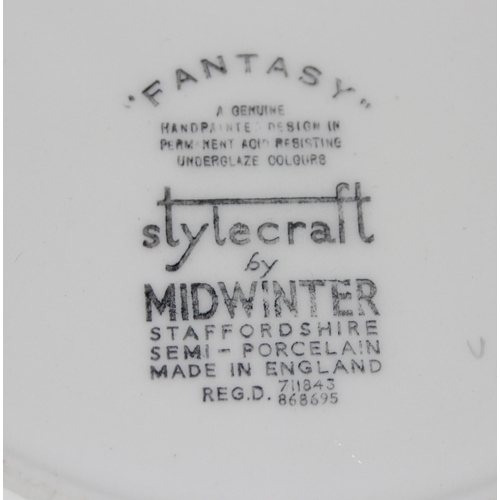 "FANTASY"
A GENUINE
HANDPAINTED DESIGN IN
PERMANENT ACID RESISTING
UNDERGLAZE COLOURS
stylecraft
by
MIDWINTER
STAFFORDSHIRE
SEMI-PORCELAIN
MADE IN ENGLAND
REG.D. 711843
868695